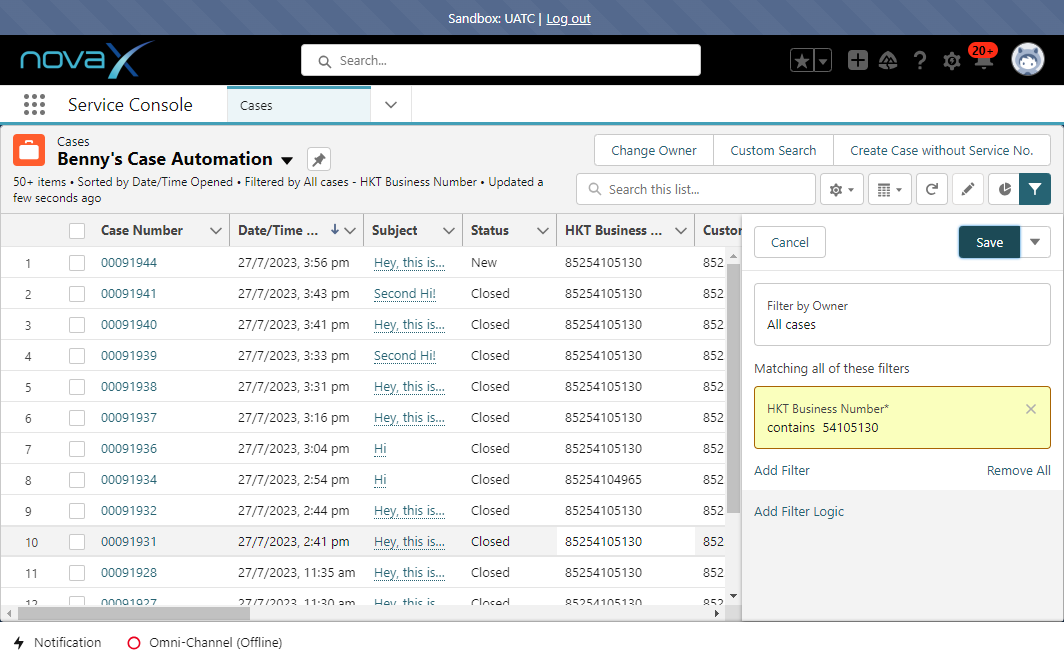 Sandbox: UATC | Log out
novaX
Search...
20+
Service Console
Cases
Cases
Benny's Case Automation
50+ items • Sorted by Date/Time Opened • Filtered by All cases - HKT Business Number • Updated a
few seconds ago
Change Owner
Custom Search
Create Case without Service No.
Search this list...
Case Number Date/Time ... Subject Status HKT Business ... Custor
1 00091944 27/7/2023, 3:56 pm Hey, this is... New 85254105130 852
2 00091941 27/7/2023, 3:43 pm Second Hi! Closed 85254105130 852
3 00091940 27/7/2023, 3:41 pm Hey, this is... Closed 85254105130 852
4 00091939 27/7/2023, 3:33 pm Second Hi! Closed 85254105130 852
5 00091938 27/7/2023, 3:31 pm Hey, this is... Closed 85254105130 852
6 00091937 27/7/2023, 3:16 pm Hey, this is... Closed 85254105130 852
7 00091936 27/7/2023, 3:04 pm Hi Closed 85254105130 852
8 00091934 27/7/2023, 2:54 pm Hi Closed 85254104965 852
9 00091932 27/7/2023, 2:44 pm Hey, this is... Closed 85254105130 852
10 00091931 27/7/2023, 2:41 pm Hey, this is... Closed 85254105130 852
11 00091928 27/7/2023, 11:35 am Hey, this is... Closed 85254105130 852
12 00091927 27/7/2023, 11:30 am Hey, this is... Closed 85254105130 852
Cancel
Save
Filter by Owner
All cases
Matching all of these filters
HKT Business Number*
contains 54105130
Add Filter
Remove All
Add Filter Logic
Notification
Omni-Channel (Offline)